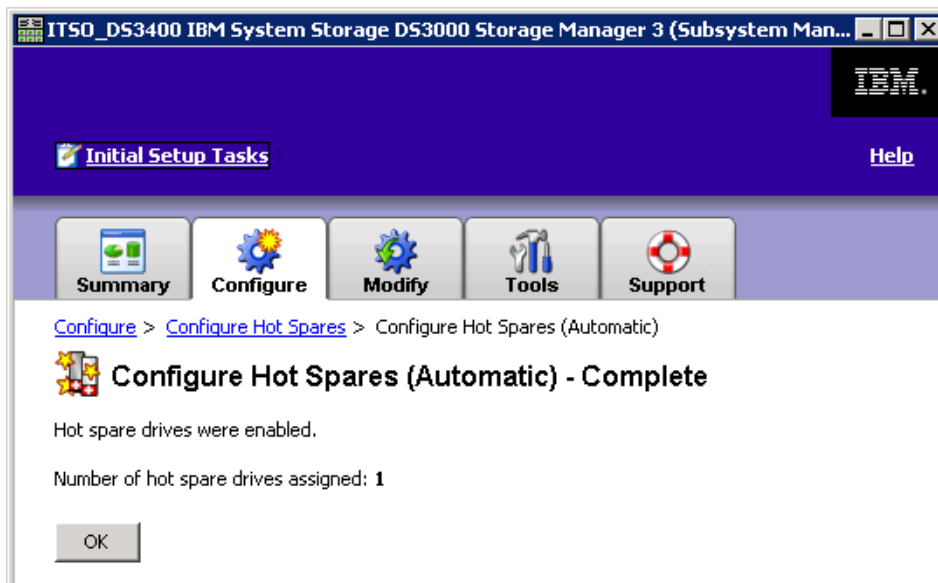 ITSO_DS3400 IBM System Storage DS3000 Storage Manager 3 (Subsystem Man...
IBM.
Initial Setup Tasks
Help
Summary
Configure
Modify
Tools
Support
Configure > Configure Hot Spares > Configure Hot Spares (Automatic)
Configure Hot Spares (Automatic) - Complete
Hot spare drives were enabled.
Number of hot spare drives assigned: 1
OK